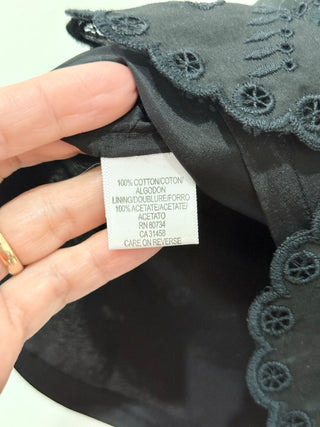 100% COTTON/COTON/
ALGODON
LINING/DOUBLURE/FORRO
100% ACETATE/ACETATE/
ACETATO
RN 80734
CA 31458
CARE ON REVERSE